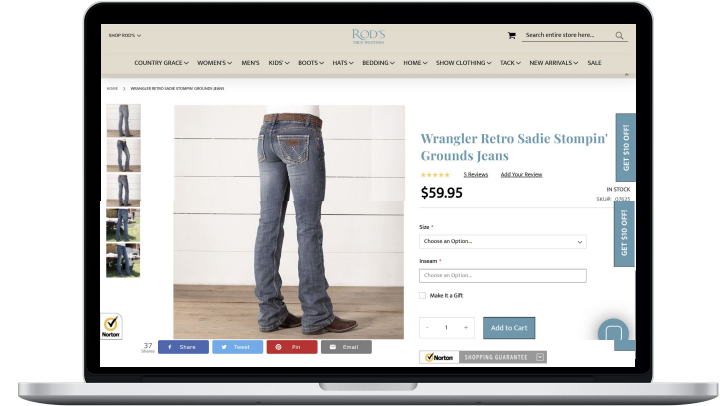 SHOP ROD'S
ROD'S
Search entire store here...
COUNTRY GRACE WOMEN'S MEN'S KIDS' BOOTS HATS BEDDING HOME SHOW CLOTHING TACK NEW ARRIVALS SALE
HOME > WRANGLER RETRO SADIE STOMPIN' GROUNDS JEANS
Wrangler Retro Sadie Stompin'
Grounds Jeans
5 Reviews Add Your Review
$59.95
IN STOCK
SKU#: 07625
GET $10 OFF!
GET $10 OFF!
Size *
Choose an Option...
Inseam *
Choose an Option...
Make It a Gift
- 1 + Add to Cart
Norton
37
Shares
Share
Tweet
Pin
Email
Norton SHOPPING GUARANTEE